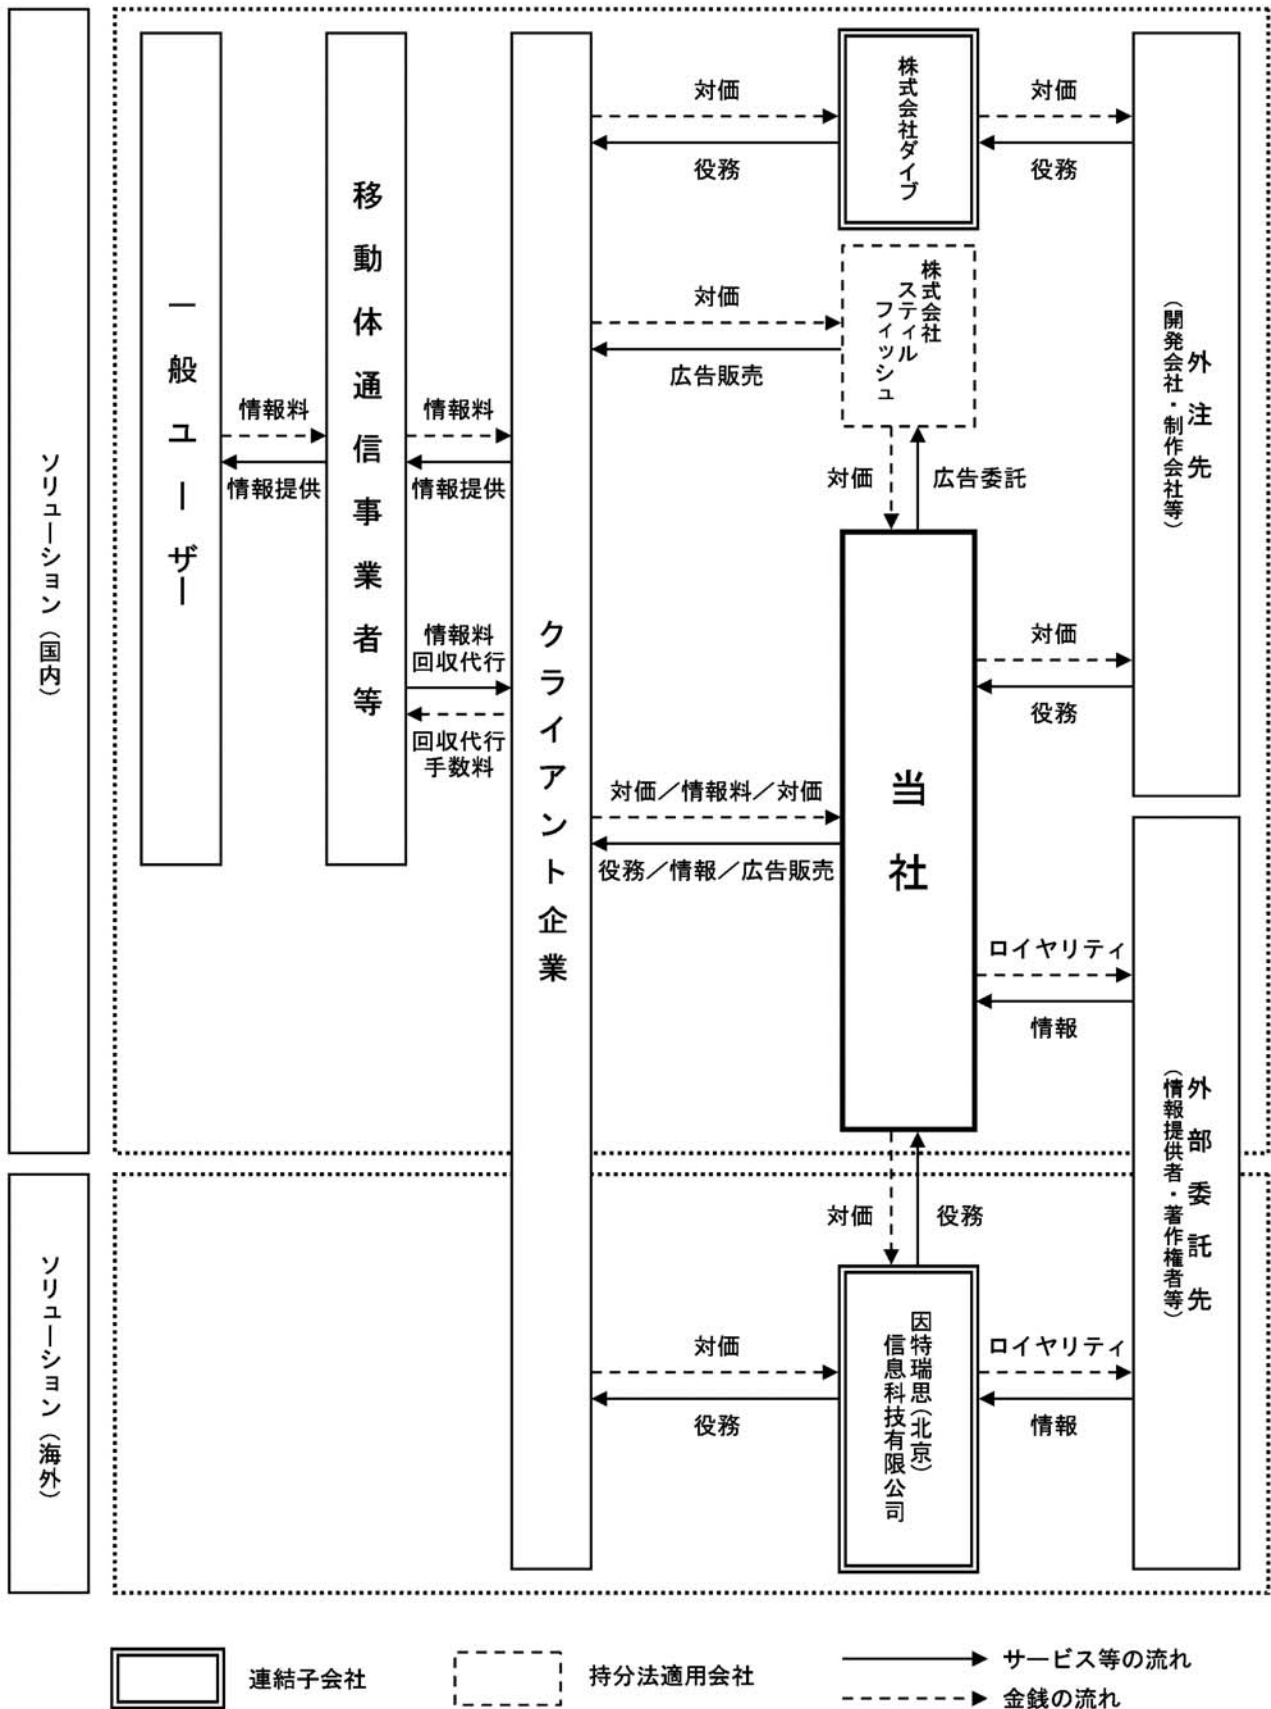 ソリューション（国内）
ソリューション（海外）
一般ユーザー
情報料
情報提供
移動体通信事業者等
情報料
情報提供
情報料
回収代行
回収代行
手数料
クライアント企業
対価
役務
対価
広告販売
対価／情報料／対価
役務／情報／広告販売
対価
役務
株式会社ダイブ
株式会社
スティル
フィッシュ
対価
広告委託
当社
対価
役務
因特瑞思（北京）
信息科技有限公司
対価
役務
対価
役務
ロイヤリティ
情報
ロイヤリティ
情報
外注先
（開発会社・制作会社等）
外部委託先
（情報提供者・著作権者等）
連結子会社
持分法適用会社
サービス等の流れ
金銭の流れ